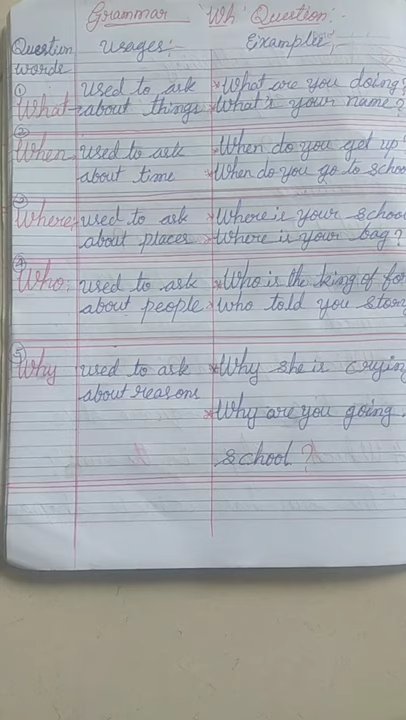 Grammar Wh' Question:-
Question words Usages:- Example:-
① What → used to ask about things
*What are you doing?
*What's your name?
② When → used to ask about time
*When do you get up
*When do you go to schoo
③ Where → used to ask about places
*Where is your school
*Where is your bag?
④ Who: used to ask about people
*Who is the king of for
*who told you story
⑤ Why used to ask about reasons
*Why she is cryin
*Why are you going
school?